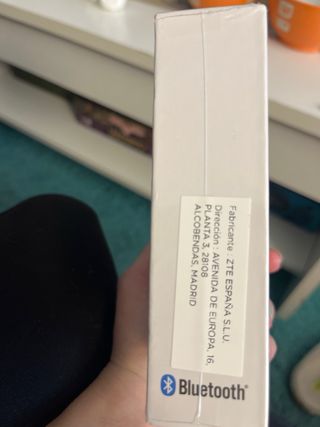 Fabricante : ZTE ESPAÑA S.L.U.
Dirección : AVENIDA DE EUROPA, 16,
PLANTA 3, 28108
ALCOBENDAS, MADRID
Bluetooth®